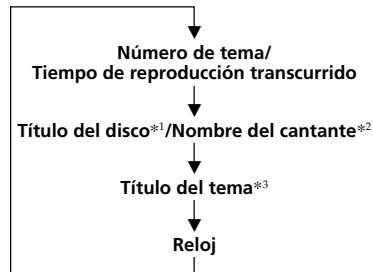 Número de tema/
Tiempo de reproducción transcurrido
Título del disco*1/Nombre del cantante*2
Título del tema*3
Reloj